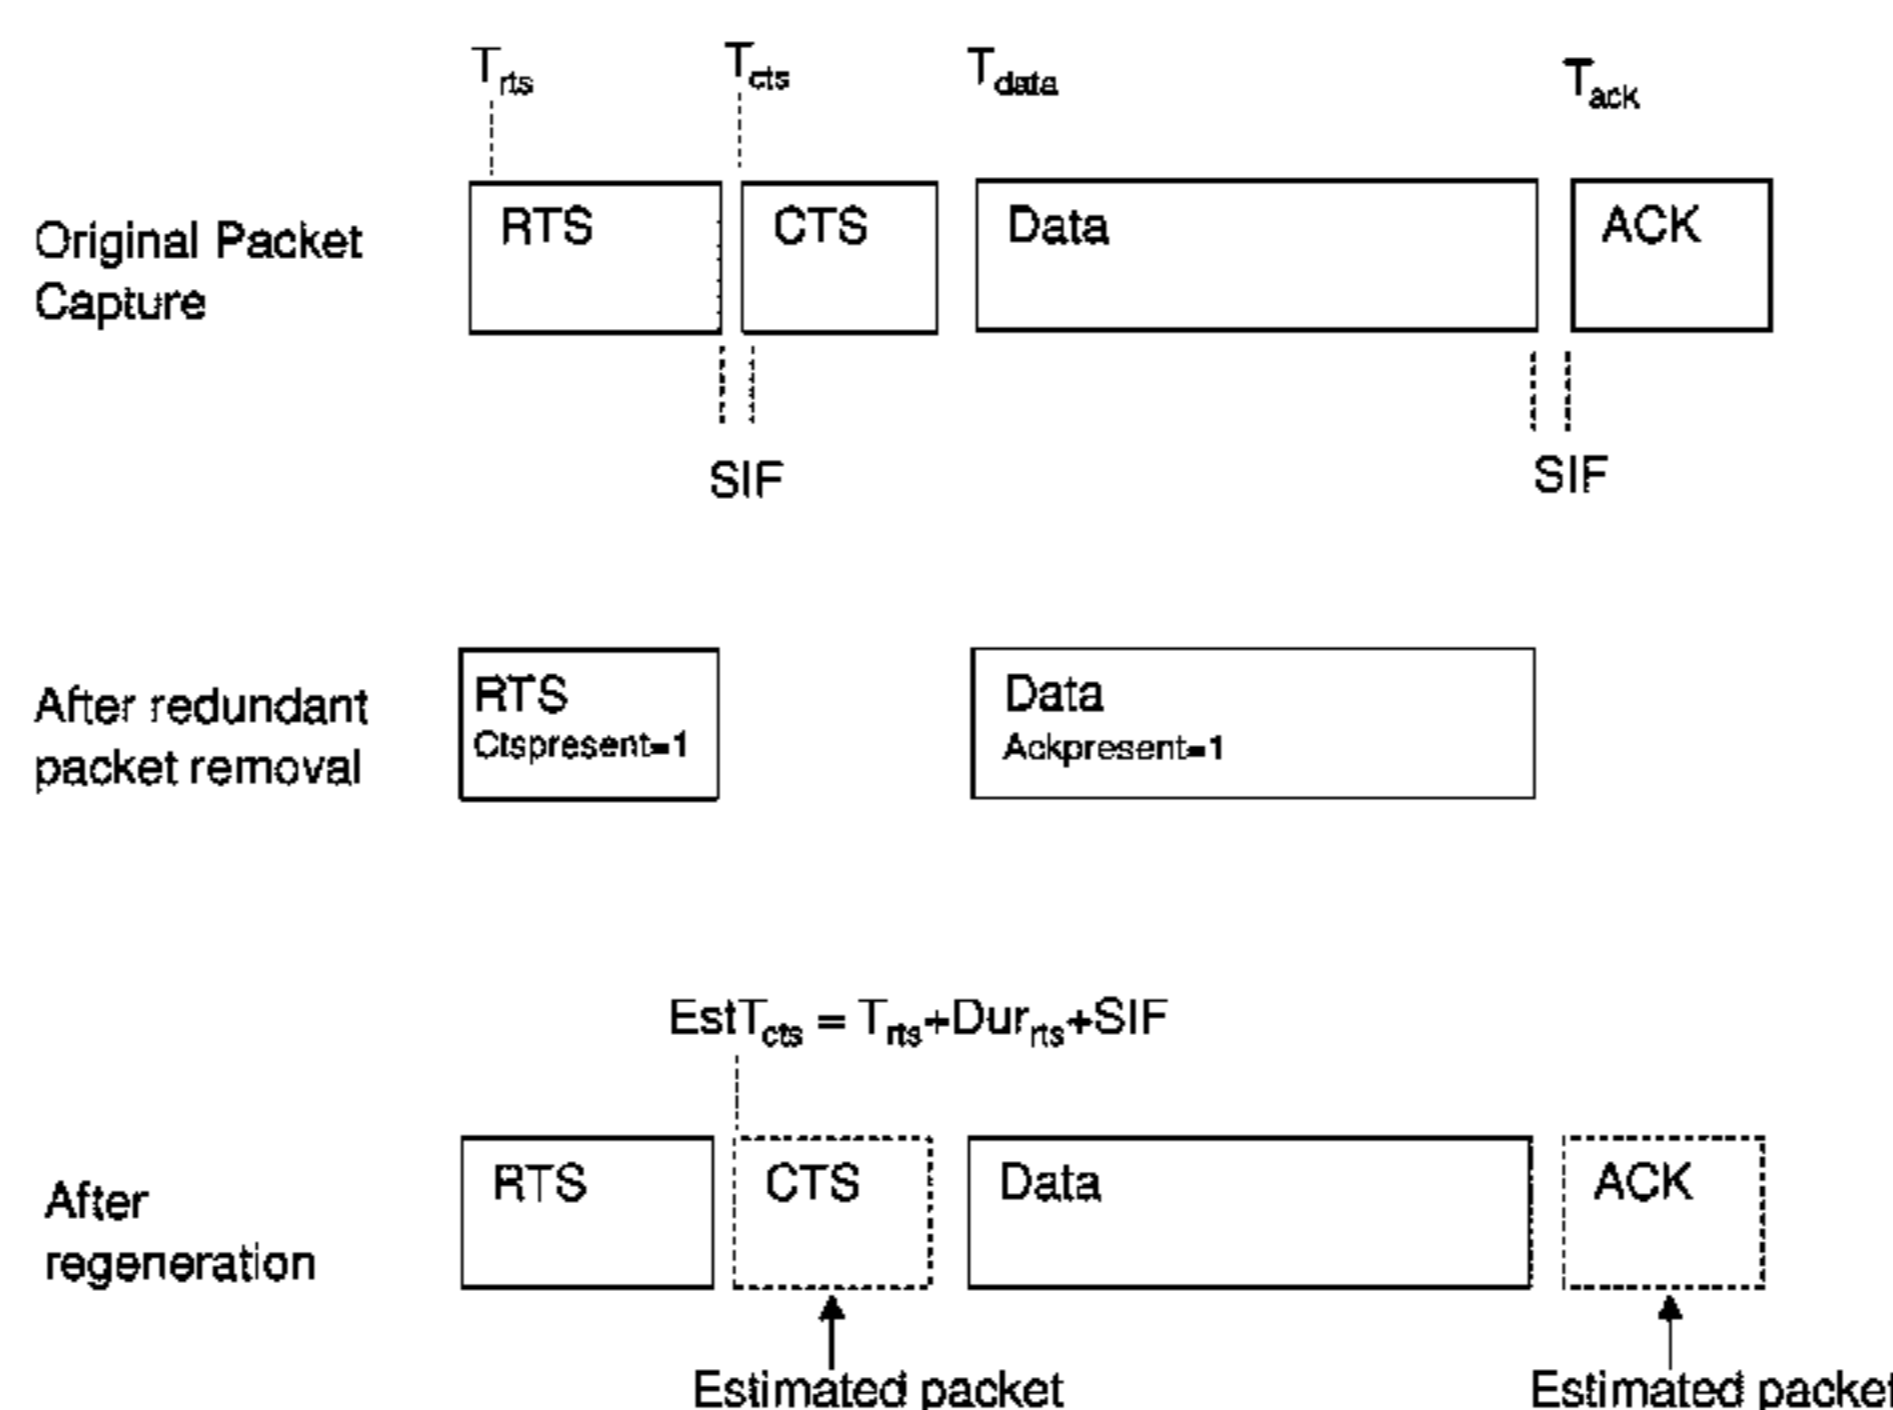 Trts Tcts Tdata Tack
Original Packet
Capture
RTS CTS Data ACK
SIF SIF
After redundant
packet removal
RTS
Ctspresent=1
Data
Ackpresent=1
EstTcts = Trts+Durrts+SIF
After
regeneration
RTS CTS Data ACK
Estimated packet Estimated packet